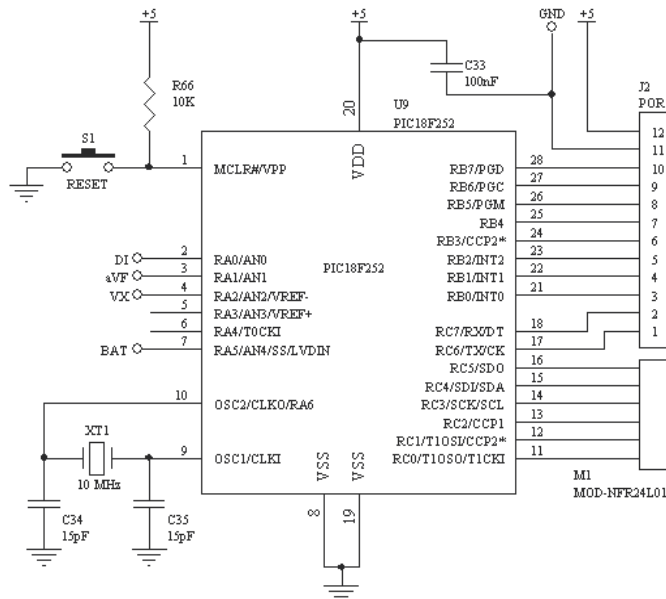 +5
+5
GND
+5
R66
10K
C33
100nF
J2
POR
U9
PIC18F252
S1
RESET
20
VDD
1
MCLR#/VPP
DI
2
RA0/AN0
aVF
3
RA1/AN1
VX
4
RA2/AN2/VREF-
5
RA3/AN3/VREF+
6
RA4/T0CKI
BAT
7
RA5/AN4/SS/LVDIN
10
OSC2/CLKO/RA6
9
OSC1/CLKI
PIC18F252
RB7/PGD
28
RB6/PGC
27
RB5/PGM
26
RB4
25
RB3/CCP2*
24
RB2/INT2
23
RB1/INT1
22
RB0/INT0
21
RC7/RX/DT
18
RC6/TX/CK
17
RC5/SDO
16
RC4/SDI/SDA
15
RC3/SCK/SCL
14
RC2/CCP1
13
RC1/T1OSI/CCP2*
12
RC0/T1OSO/T1CKI
11
12
11
10
9
8
7
6
5
4
3
2
1
XT1
10 MHz
C34
15pF
C35
15pF
VSS
VSS
8
19
M1
MOD-NFR24L01